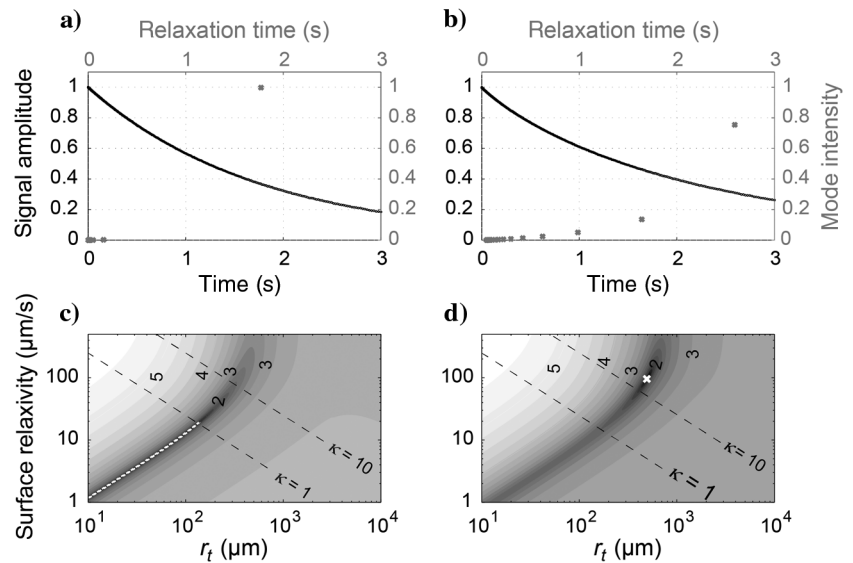 a) b)
Relaxation time (s) Relaxation time (s)
0 1 2 3 0 1 2 3
Signal amplitude
Mode intensity
1 1 1 1
0.8 0.8 0.8 0.8
0.6 0.6 0.6 0.6
0.4 0.4 0.4 0.4
0.2 0.2 0.2 0.2
0 0 0 0
0 1 2 3 0 1 2 3
Time (s) Time (s)
c) d)
Surface relaxivity (µm/s)
100 100
10 10
1 1
5 4 3 3 2
5 4 3 2 3
κ = 10 κ = 10
κ = 1 κ = 1
10^1 10^2 10^3 10^4 10^1 10^2 10^3 10^4
r_t (µm) r_t (µm)